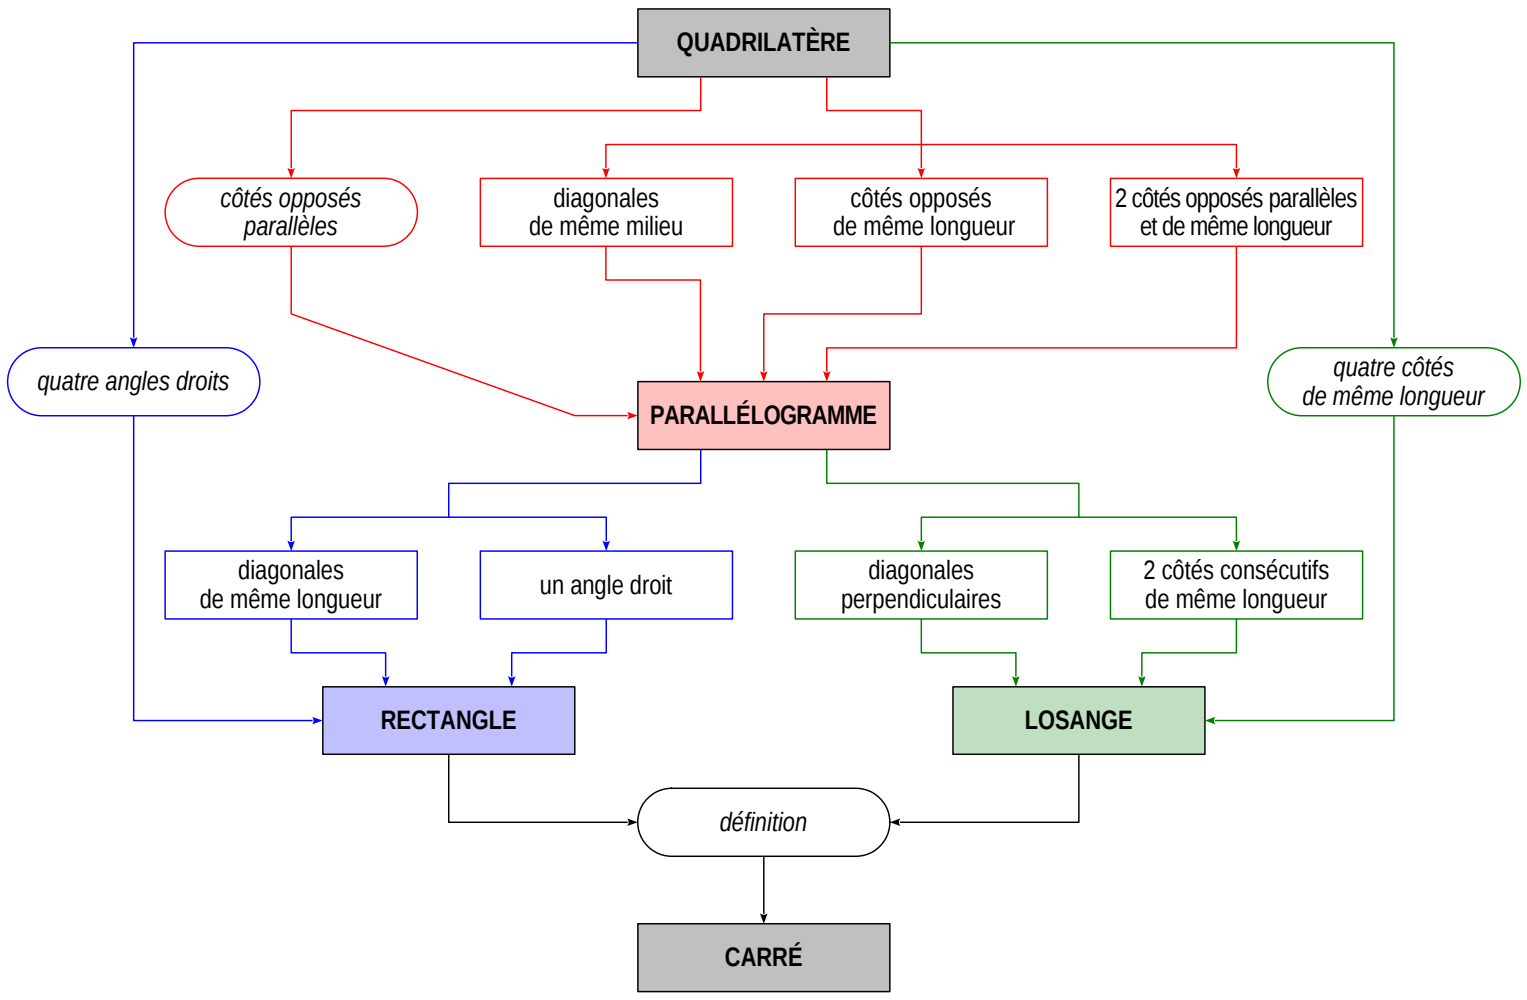 QUADRILATÈRE
côtés opposés
parallèles
diagonales
de même milieu
côtés opposés
de même longueur
2 côtés opposés parallèles
et de même longueur
quatre angles droits
PARALLÉLOGRAMME
quatre côtés
de même longueur
diagonales
de même longueur
un angle droit
diagonales
perpendiculaires
2 côtés consécutifs
de même longueur
RECTANGLE
LOSANGE
définition
CARRÉ